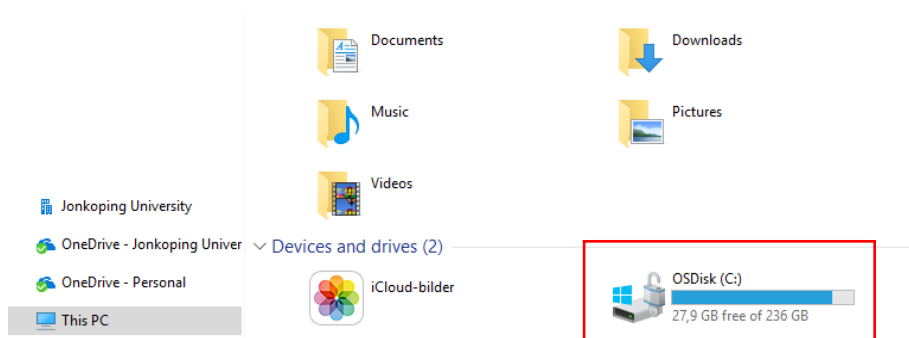 Documents
Downloads
Music
Pictures
Videos
Jonkoping University
OneDrive - Jonkoping Univer
Devices and drives (2)
OneDrive - Personal
iCloud-bilder
OSDisk (C:)
27,9 GB free of 236 GB
This PC